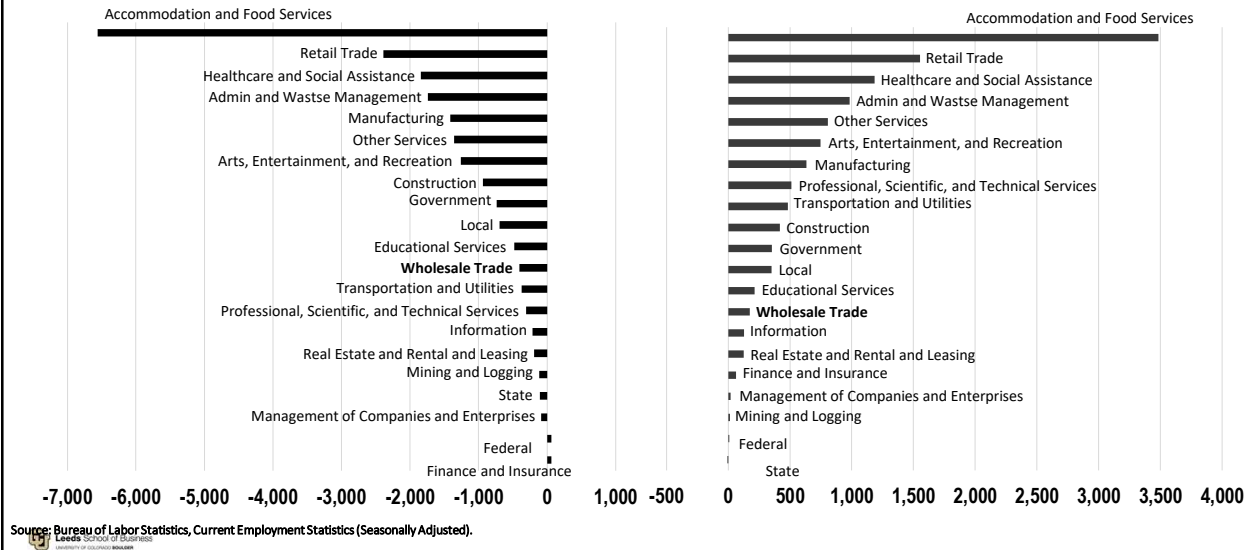 Accommodation and Food Services
Retail Trade
Healthcare and Social Assistance
Admin and Wastse Management
Manufacturing
Other Services
Arts, Entertainment, and Recreation
Construction
Government
Local
Educational Services
Wholesale Trade
Transportation and Utilities
Professional, Scientific, and Technical Services
Information
Real Estate and Rental and Leasing
Mining and Logging
State
Management of Companies and Enterprises
Federal
Finance and Insurance
-7,000 -6,000 -5,000 -4,000 -3,000 -2,000 -1,000 0 1,000
Accommodation and Food Services
Retail Trade
Healthcare and Social Assistance
Admin and Wastse Management
Other Services
Arts, Entertainment, and Recreation
Manufacturing
Professional, Scientific, and Technical Services
Transportation and Utilities
Construction
Government
Local
Educational Services
Wholesale Trade
Information
Real Estate and Rental and Leasing
Finance and Insurance
Management of Companies and Enterprises
Mining and Logging
Federal
State
-500 0 500 1,000 1,500 2,000 2,500 3,000 3,500 4,000
Source: Bureau of Labor Statistics, Current Employment Statistics (Seasonally Adjusted).
Leeds School of Business
UNIVERSITY OF COLORADO BOULDER